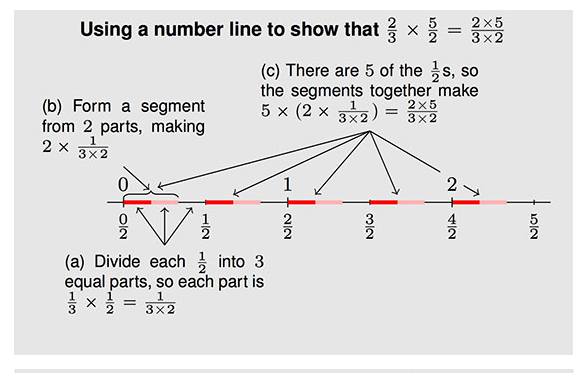 Using a number line to show that 2/3 × 5/2 = 2×5/3×2
(c) There are 5 of the 1/2s, so
the segments together make
5 × (2 × 1/3×2) = 2×5/3×2
(b) Form a segment
from 2 parts, making
2 × 1/3×2
0 1 2
0/2 1/2 2/2 3/2 4/2 5/2
(a) Divide each 1/2 into 3
equal parts, so each part is
1/3 × 1/2 = 1/3×2